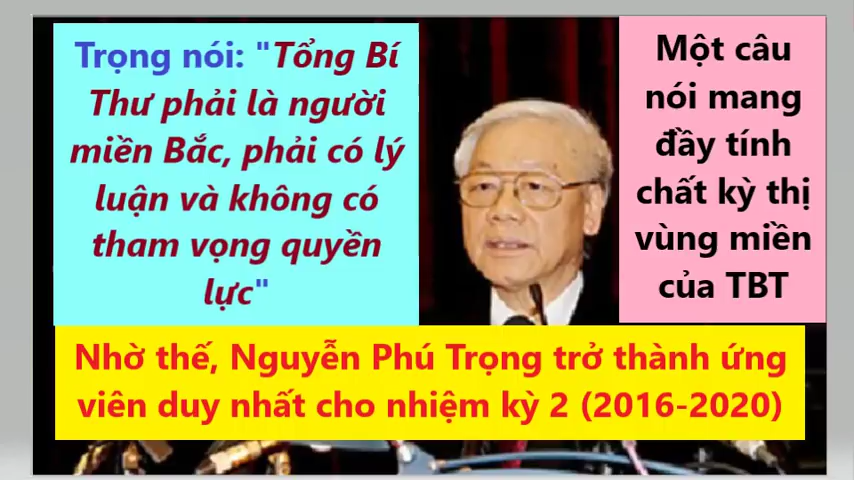 Trọng nói: "Tổng Bí
Thư phải là người
miền Bắc, phải có lý
luận và không có
tham vọng quyền
lực"
Một câu
nói mang
đầy tính
chất kỳ thị
vùng miền
của TBT
Nhờ thế, Nguyễn Phú Trọng trở thành ứng
viên duy nhất cho nhiệm kỳ 2 (2016-2020)